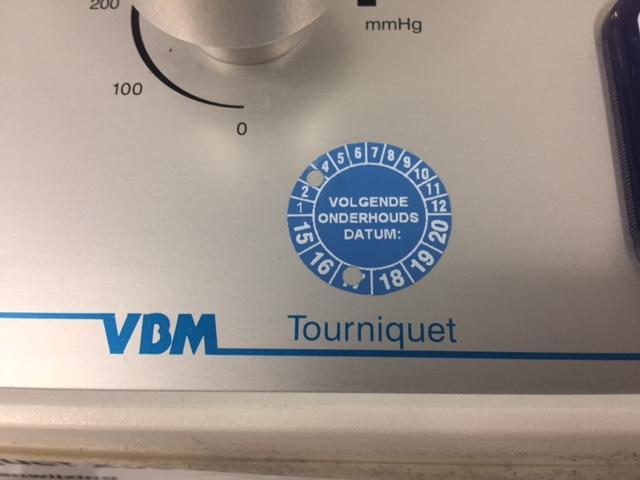 200
mmHg
100
0
1 2 4 5 6 7 8 9 10 11 12
VOLGENDE
ONDERHOUDS
DATUM:
15 16 17 18 19 20
VBM Tourniquet